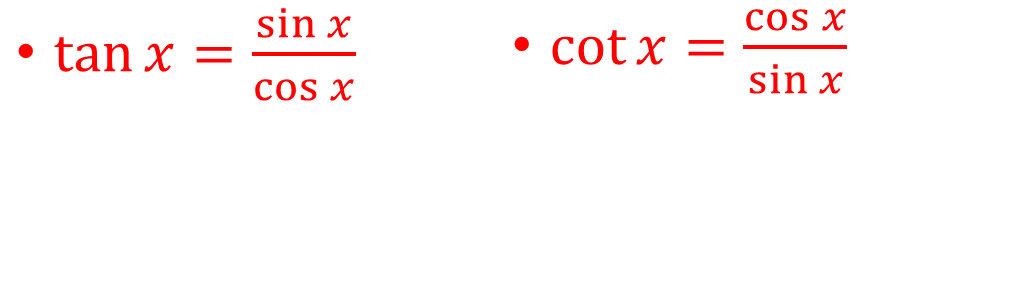 • tan x = sin x / cos x
• cot x = cos x / sin x